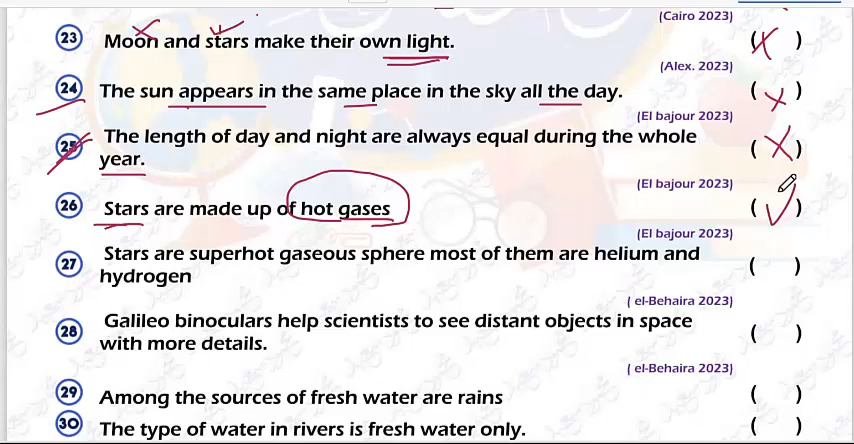 (Cairo 2023)
23 Moon and stars make their own light. ( )
(Alex. 2023)
24 The sun appears in the same place in the sky all the day. ( )
(El bajour 2023)
25 The length of day and night are always equal during the whole
year. ( )
(El bajour 2023)
26 Stars are made up of hot gases ( )
(El bajour 2023)
27 Stars are superhot gaseous sphere most of them are helium and
hydrogen ( )
( el-Behaira 2023)
28 Galileo binoculars help scientists to see distant objects in space
with more details. ( )
( el-Behaira 2023)
29 Among the sources of fresh water are rains ( )
30 The type of water in rivers is fresh water only. ( )